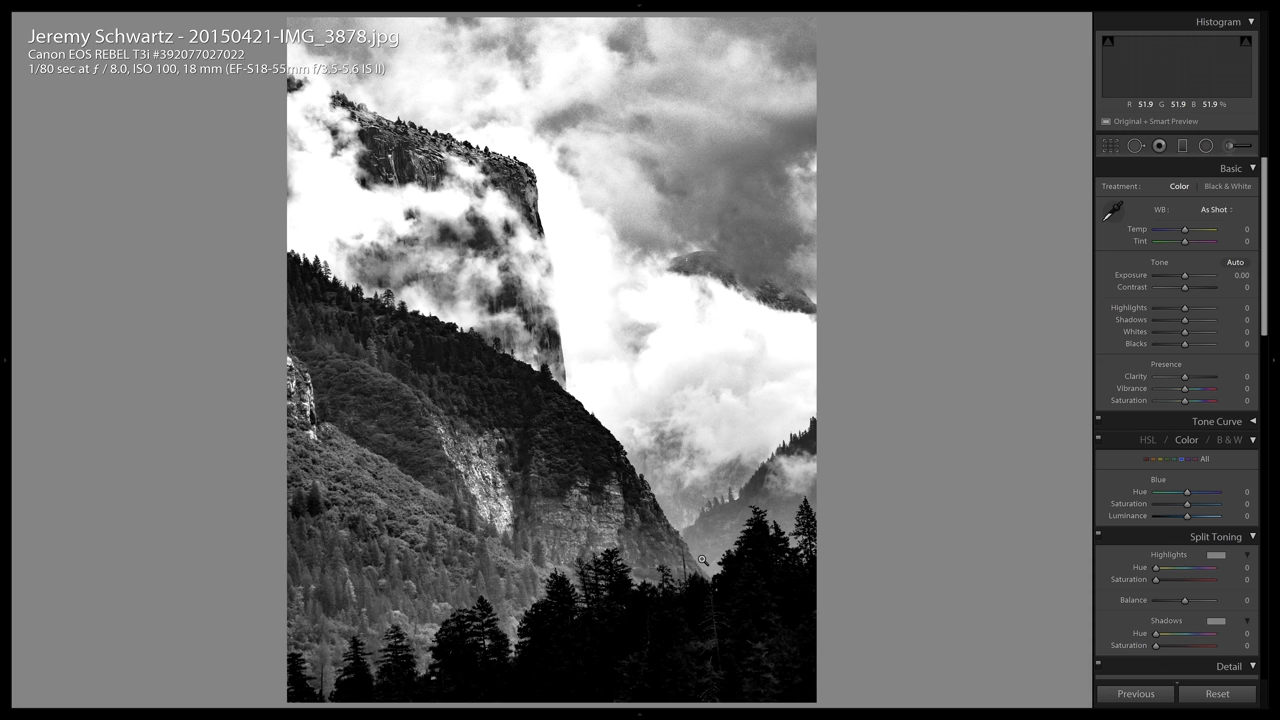 Jeremy Schwartz - 20150421-IMG_3878.jpg
Canon EOS REBEL T3i #392077027022
1/80 sec at ƒ / 8.0, ISO 100, 18 mm (EF-S18-55mm f/3.5-5.6 IS II)
Histogram
R 51.9 G 51.9 B 51.9 %
Original + Smart Preview
Basic
Treatment : Color Black & White
WB : As Shot
Temp 0
Tint 0
Tone Auto
Exposure 0.00
Contrast 0
Highlights 0
Shadows 0
Whites 0
Blacks 0
Presence
Clarity 0
Vibrance 0
Saturation 0
Tone Curve
HSL / Color / B & W
All
Blue
Hue 0
Saturation 0
Luminance 0
Split Toning
Highlights
Hue 0
Saturation 0
Balance 0
Shadows
Hue 0
Saturation 0
Detail
Previous Reset